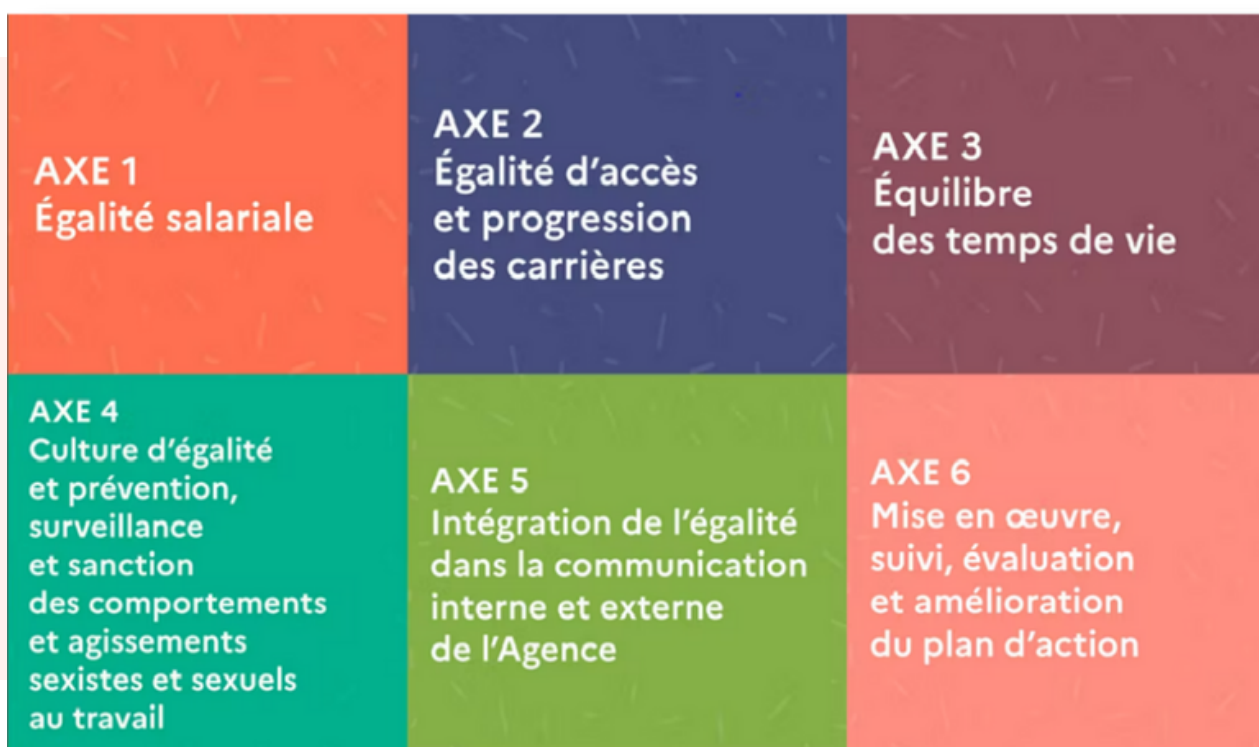 AXE 1
Égalité salariale
AXE 2
Égalité d'accès
et progression
des carrières
AXE 3
Équilibre
des temps de vie
AXE 4
Culture d'égalité
et prévention,
surveillance
et sanction
des comportements
et agissements
sexistes et sexuels
au travail
AXE 5
Intégration de l'égalité
dans la communication
interne et externe
de l'Agence
AXE 6
Mise en œuvre,
suivi, évaluation
et amélioration
du plan d'action